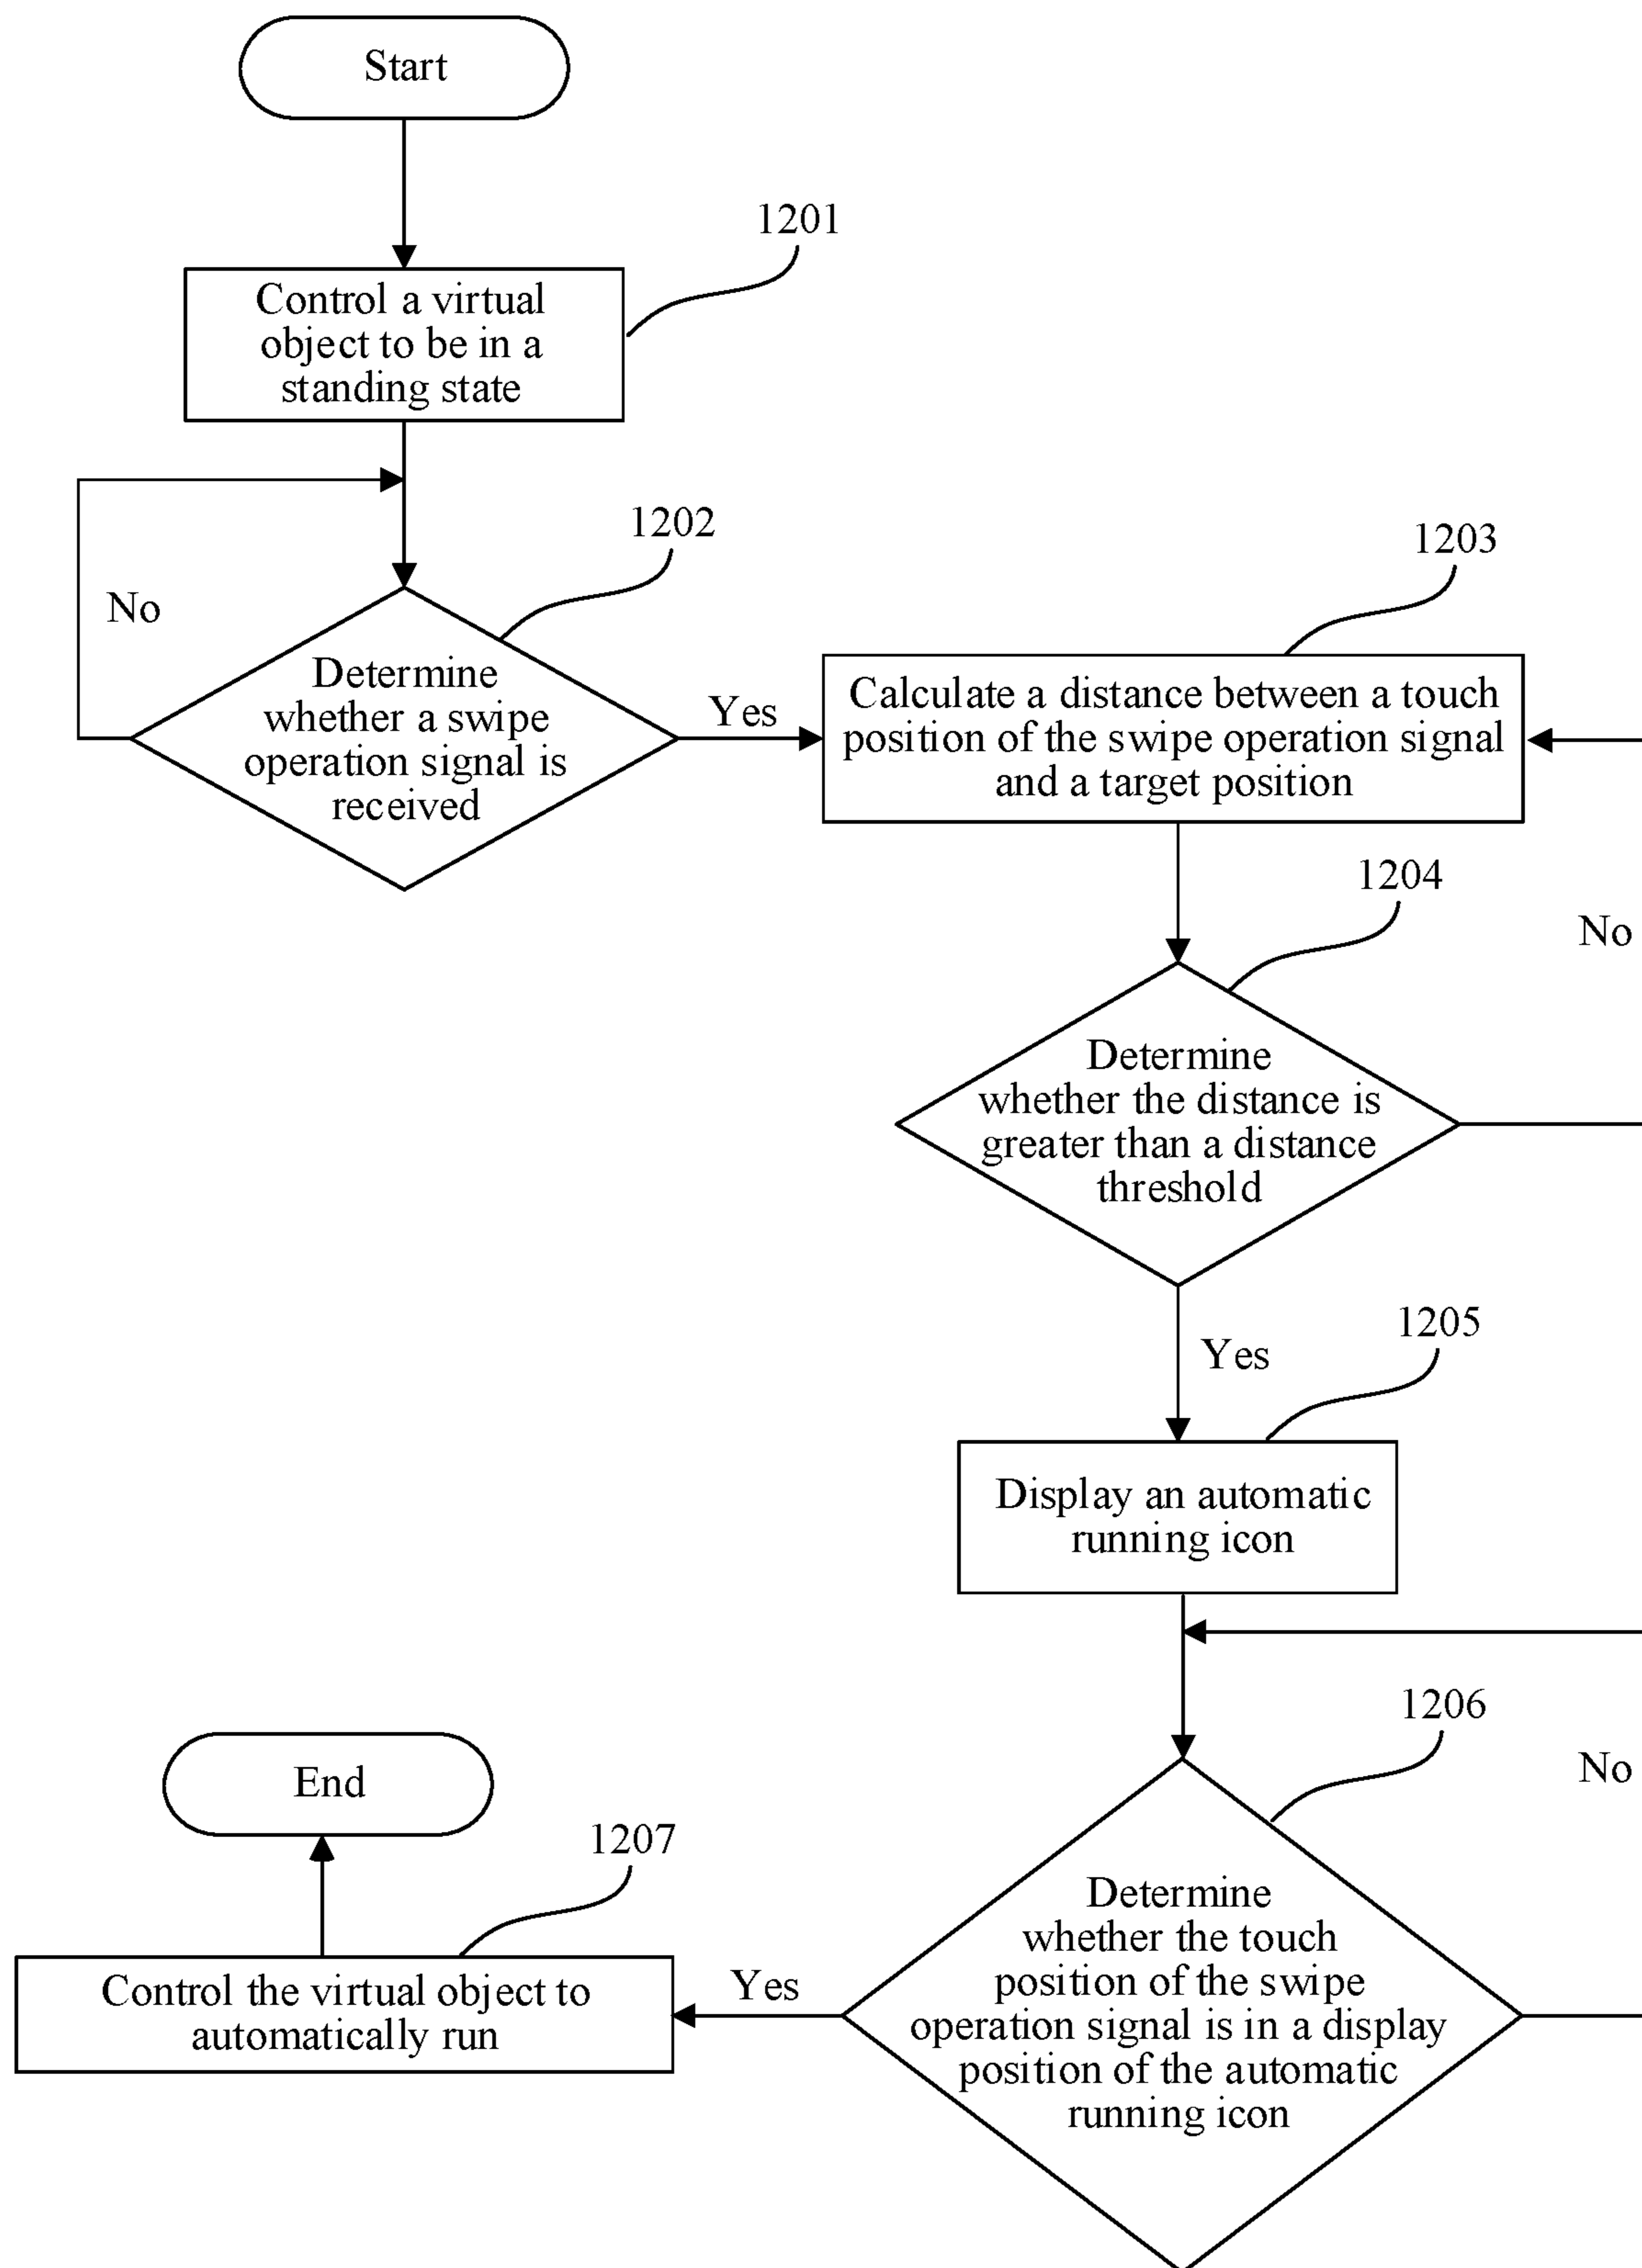 Start
1201
Control a virtual
object to be in a
standing state
1202
No
Determine
whether a swipe
operation signal is
received
Yes
1203
Calculate a distance between a touch
position of the swipe operation signal
and a target position
1204
No
Determine
whether the distance is
greater than a distance
threshold
Yes
1205
Display an automatic
running icon
1206
No
Determine
whether the touch
position of the swipe
operation signal is in a display
position of the automatic
running icon
Yes
1207
Control the virtual object to
automatically run
End